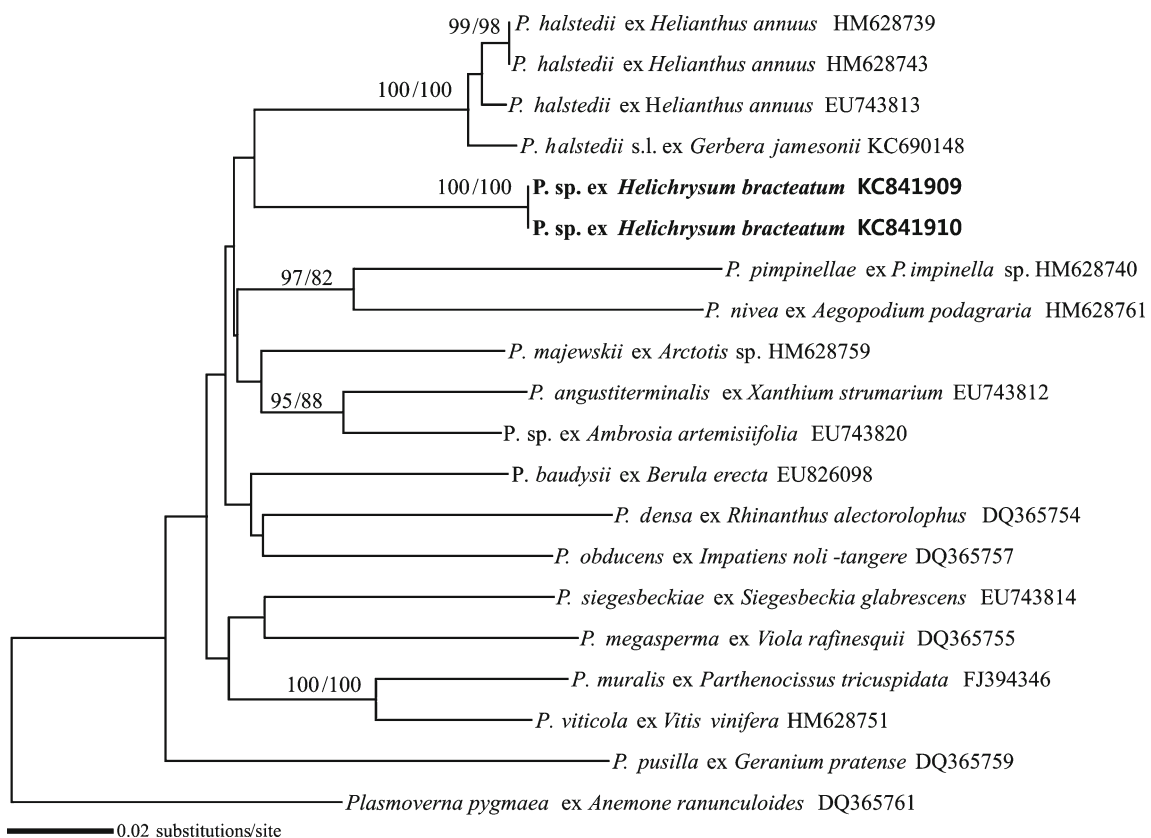 99/98 P. halstedii ex Helianthus annuus HM628739
P. halstedii ex Helianthus annuus HM628743
100/100
P. halstedii ex Helianthus annuus EU743813
P. halstedii s.l. ex Gerbera jamesonii KC690148
100/100 P. sp. ex Helichrysum bracteatum KC841909
P. sp. ex Helichrysum bracteatum KC841910
97/82 P. pimpinellae ex P.impinella sp. HM628740
P. nivea ex Aegopodium podagraria HM628761
P. majewskii ex Arctotis sp. HM628759
P. angustiterminalis ex Xanthium strumarium EU743812
95/88
P. sp. ex Ambrosia artemisiifolia EU743820
P. baudysii ex Berula erecta EU826098
P. densa ex Rhinanthus alectorolophus DQ365754
P. obducens ex Impatiens noli -tangere DQ365757
P. siegesbeckiae ex Siegesbeckia glabrescens EU743814
P. megasperma ex Viola rafinesquii DQ365755
100/100 P. muralis ex Parthenocissus tricuspidata FJ394346
P. viticola ex Vitis vinifera HM628751
P. pusilla ex Geranium pratense DQ365759
Plasmoverna pygmaea ex Anemone ranunculoides DQ365761
0.02 substitutions/site